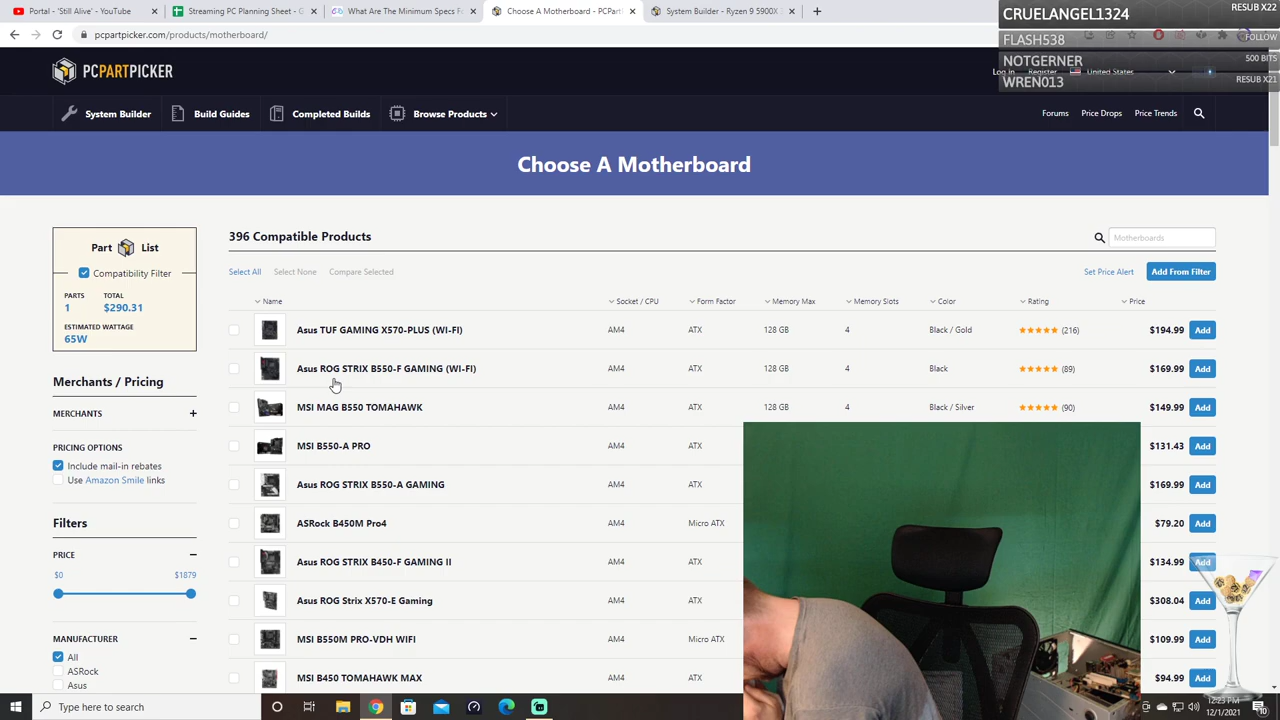 Portal - 'Still Alive' - YouTube
Streaming PC Planning Sheet - G
What Are The Minimum Specs F
Choose A Motherboard - PCPart
System Builder - Ryzen 9 5900X
CRUELANGEL1324 RESUB X22
FLASH538 FOLLOW
NOTGERNER 500 BITS
WREN013 RESUB X21
pcpartpicker.com/products/motherboard/
PCPARTPICKER
Log In Register United States
System Builder Build Guides Completed Builds Browse Products
Forums Price Drops Price Trends
Choose A Motherboard
Part List
Compatibility Filter
PARTS TOTAL
1 $290.31
ESTIMATED WATTAGE
65W
Merchants / Pricing
MERCHANTS +
PRICING OPTIONS
Include mail-in rebates
Use Amazon Smile links
Filters
PRICE
$0 $1879
MANUFACTURER
All
ASRock
Asus
396 Compatible Products
Motherboards
Select All Select None Compare Selected Set Price Alert Add From Filter
Name Socket / CPU Form Factor Memory Max Memory Slots Color Rating Price
Asus TUF GAMING X570-PLUS (WI-FI) AM4 ATX 128 GB 4 Black / Gold (216) $194.99 Add
Asus ROG STRIX B550-F GAMING (WI-FI) AM4 ATX 128 GB 4 Black (89) $169.99 Add
MSI MAG B550 TOMAHAWK AM4 ATX 128 GB 4 Black / Silver (90) $149.99 Add
MSI B550-A PRO AM4 ATX $131.43 Add
Asus ROG STRIX B550-A GAMING AM4 ATX $169.99 Add
ASRock B450M Pro4 AM4 Micro ATX $79.20 Add
Asus ROG STRIX B450-F GAMING II AM4 ATX $134.99 Add
Asus ROG Strix X570-E Gaming AM4 ATX $308.04 Add
MSI B550M PRO-VDH WIFI AM4 Micro ATX $109.99 Add
MSI B450 TOMAHAWK MAX AM4 ATX $94.99 Add
Type here to search
12:23 PM
12/1/2021
10